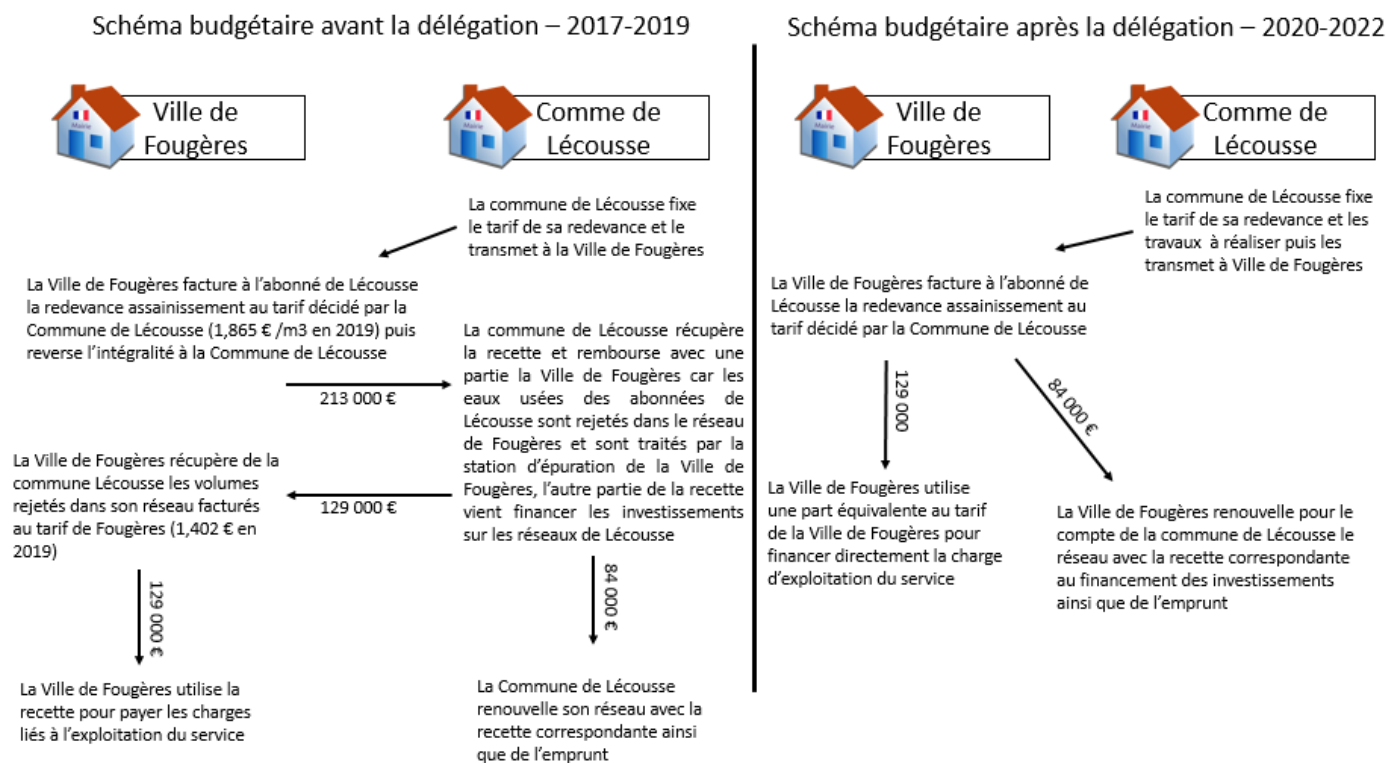 Schéma budgétaire avant la délégation – 2017-2019
Mairie
Ville de
Fougères
Mairie
Comme de
Lécousse
La commune de Lécousse fixe
le tarif de sa redevance et le
transmet à la Ville de Fougères
La Ville de Fougères facture à l’abonné de Lécousse
la redevance assainissement au tarif décidé par la
Commune de Lécousse (1,865 € /m3 en 2019) puis
reverse l’intégralité à la Commune de Lécousse
213 000 €
La commune de Lécousse récupère
la recette et rembourse avec une
partie la Ville de Fougères car les
eaux usées des abonnées de
Lécousse sont rejetés dans le réseau
de Fougères et sont traités par la
station d’épuration de la Ville de
Fougères, l’autre partie de la recette
vient financer les investissements
sur les réseaux de Lécousse
129 000 €
La Ville de Fougères récupère de la
commune Lécousse les volumes
rejetés dans son réseau facturés
au tarif de Fougères (1,402 € en
2019)
129 000 €
84 000 €
La Ville de Fougères utilise la
recette pour payer les charges
liés à l’exploitation du service
La Commune de Lécousse
renouvelle son réseau avec la
recette correspondante ainsi
que de l’emprunt
Schéma budgétaire après la délégation – 2020-2022
Mairie
Ville de
Fougères
Mairie
Comme de
Lécousse
La commune de Lécousse fixe
le tarif de sa redevance et les
travaux à réaliser puis les
transmet à Ville de Fougères
La Ville de Fougères facture à l’abonné de
Lécousse la redevance assainissement au
tarif décidé par la Commune de Lécousse
129 000
84 000 €
La Ville de Fougères utilise
une part équivalente au tarif
de la Ville de Fougères pour
financer directement la charge
d’exploitation du service
La Ville de Fougères renouvelle pour le
compte de la commune de Lécousse le
réseau avec la recette correspondante
au financement des investissements
ainsi que de l’emprunt